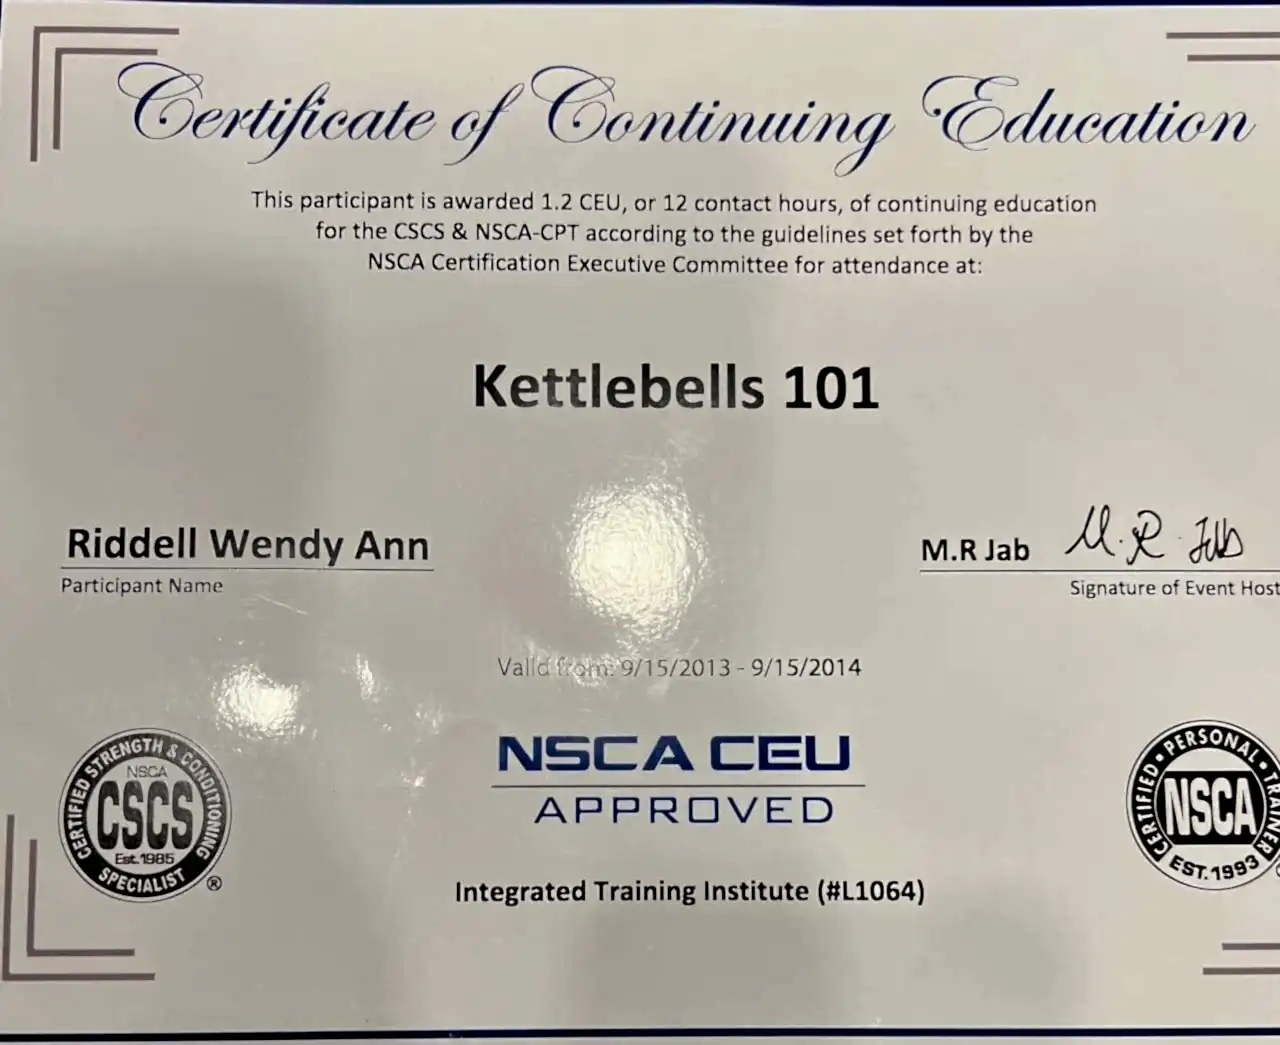 Certificate of Continuing Education
This participant is awarded 1.2 CEU, or 12 contact hours, of continuing education
for the CSCS & NSCA-CPT according to the guidelines set forth by the
NSCA Certification Executive Committee for attendance at:
Kettlebells 101
Riddell Wendy Ann
Participant Name
M.R Jab M.R. Jab
Signature of Event Host
Valid from: 9/15/2013 - 9/15/2014
CERTIFIED STRENGTH & CONDITIONING
NSCA
CSCS
Est.1985
SPECIALIST ®
NSCA CEU
APPROVED
CERTIFIED • PERSONAL • TRAINER
NSCA
EST.1993
Integrated Training Institute (#L1064)